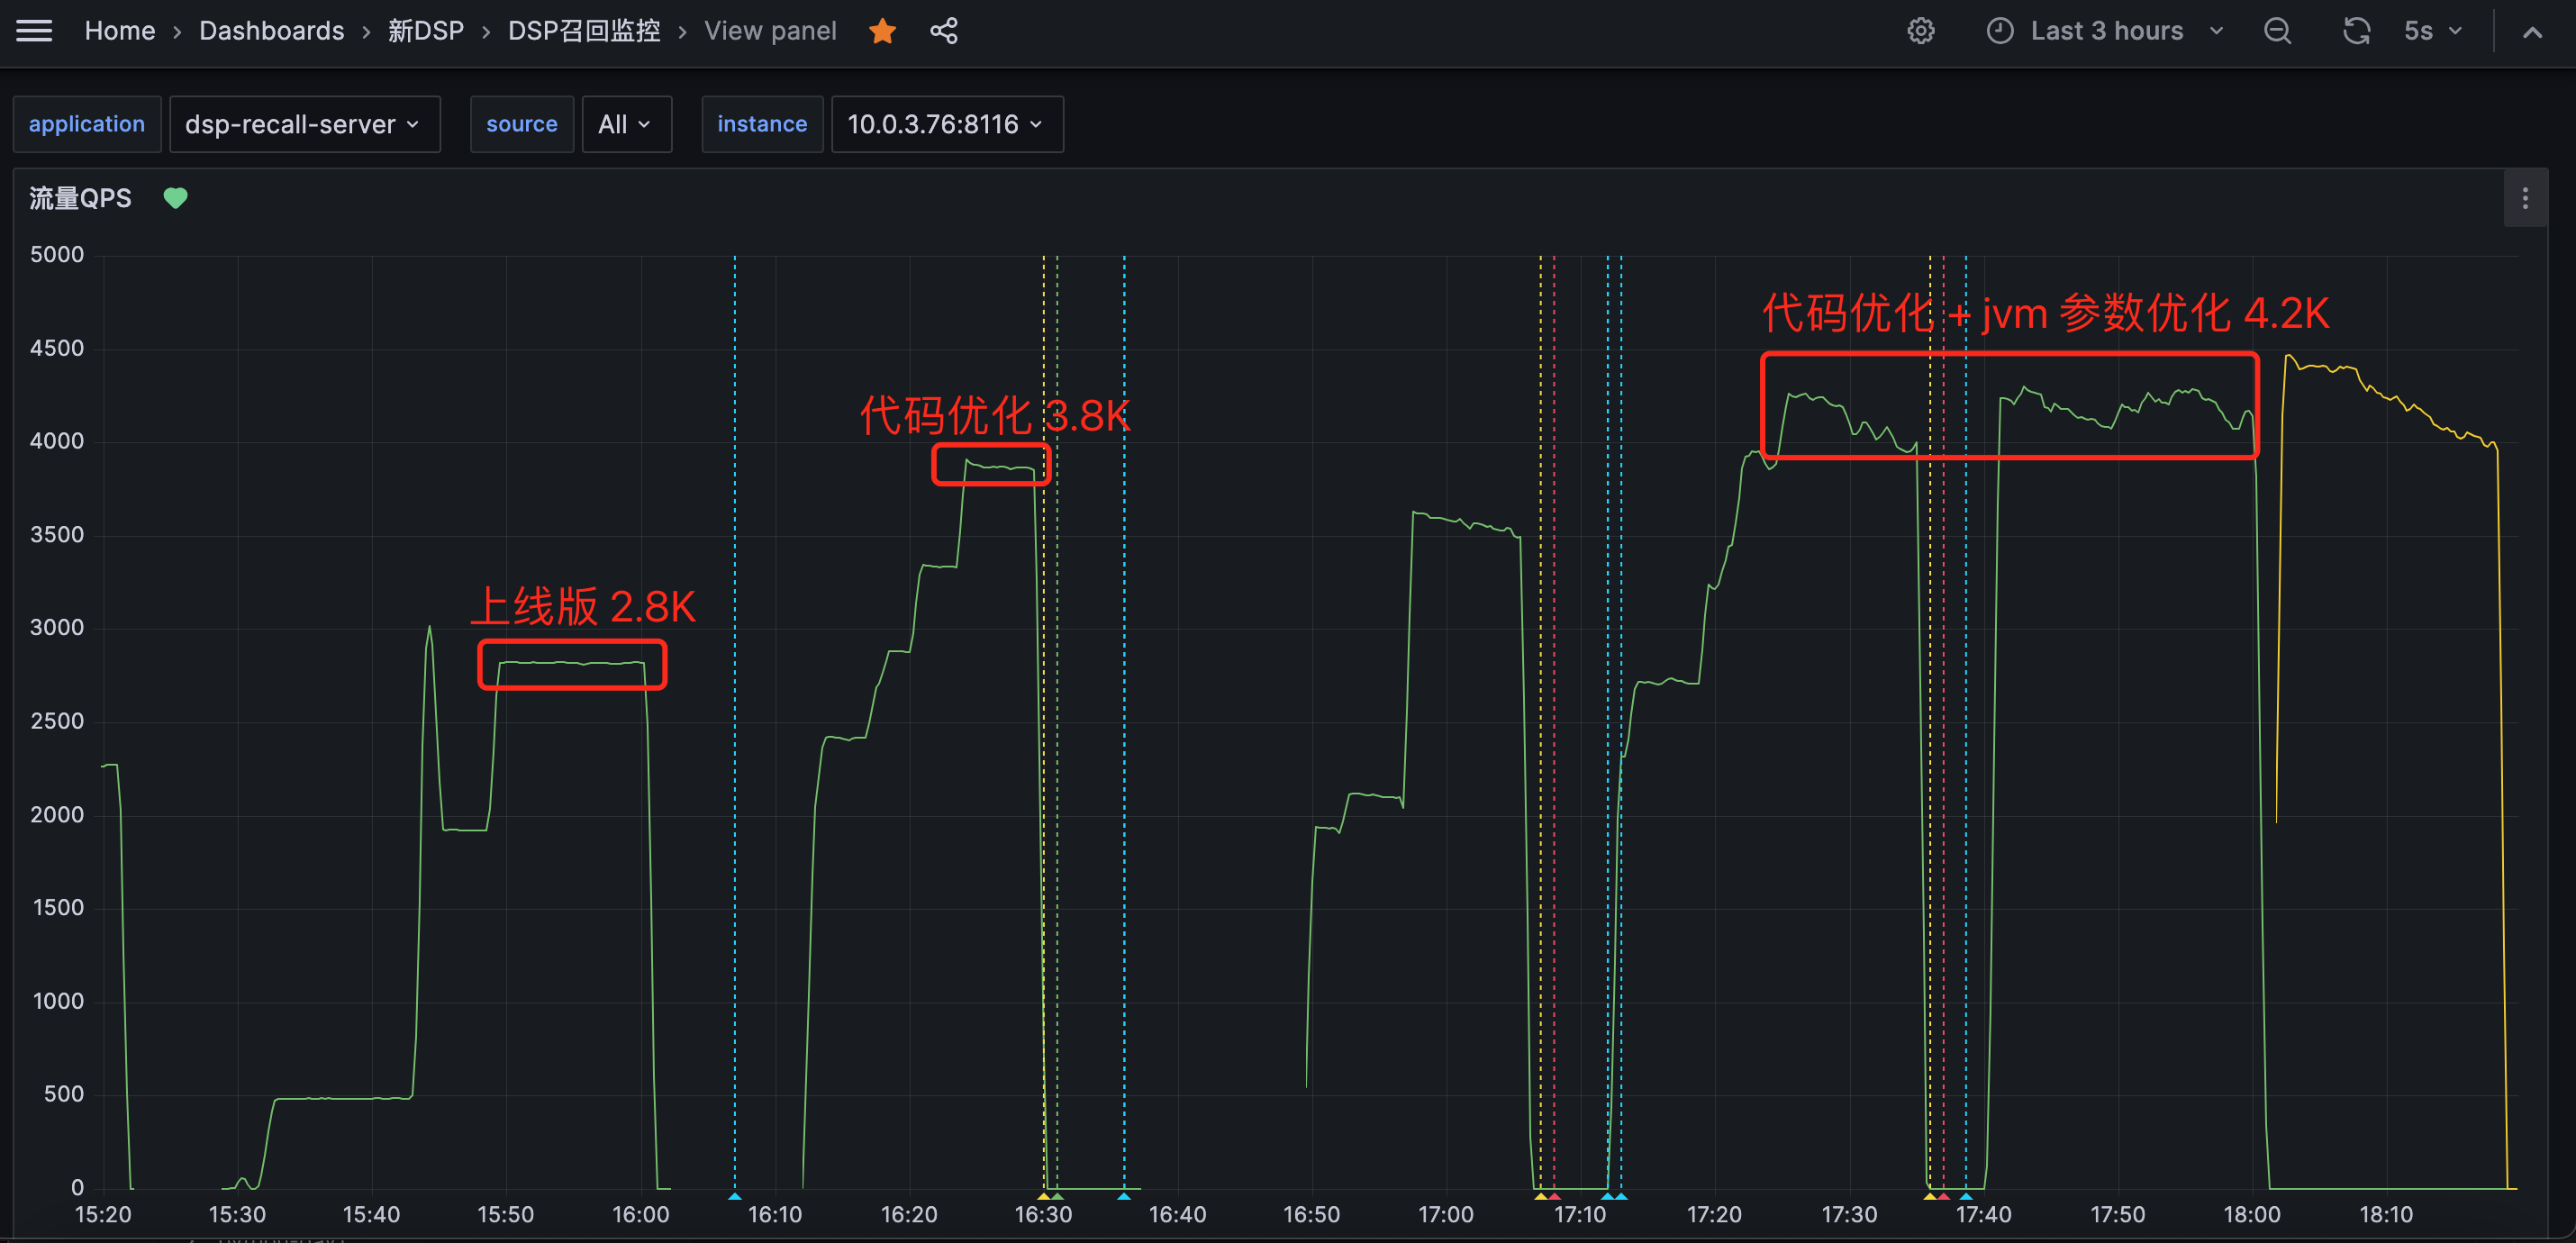 Home › Dashboards › 新DSP › DSP召回监控 › View panel
Last 3 hours
5s
application dsp-recall-server source All instance 10.0.3.76:8116
流量QPS
5000
4500
4000
3500
3000
2500
2000
1500
1000
500
0
代码优化 + jvm 参数优化 4.2K
代码优化 3.8K
上线版 2.8K
15:20 15:30 15:40 15:50 16:00 16:10 16:20 16:30 16:40 16:50 17:00 17:10 17:20 17:30 17:40 17:50 18:00 18:10